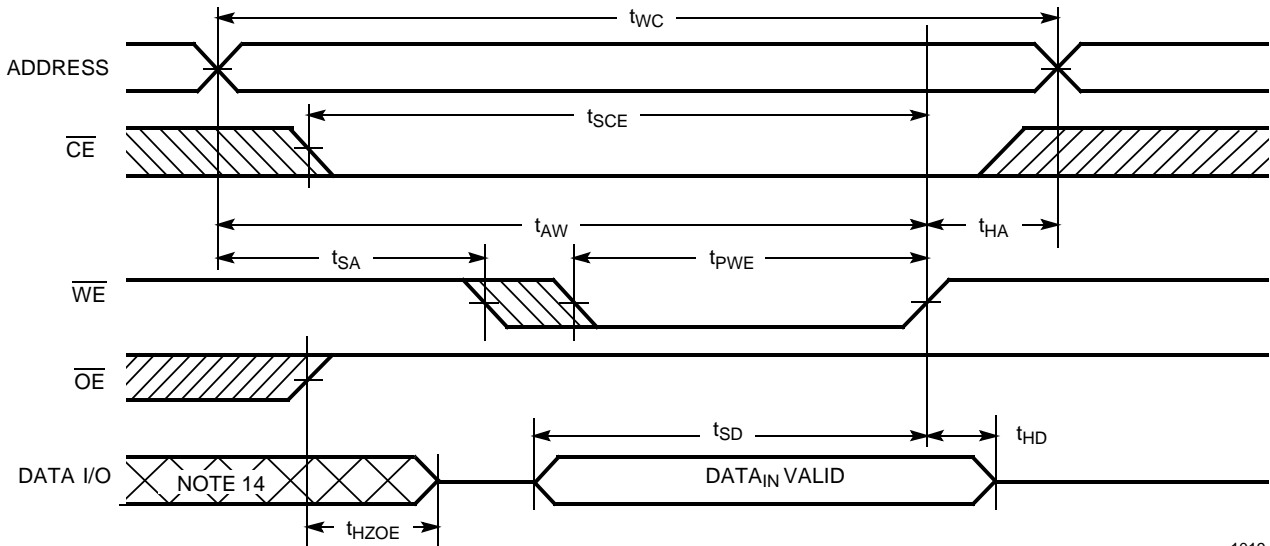 tWC
ADDRESS
tSCE
CE
tAW
tHA
tSA
tPWE
WE
OE
tSD
tHD
DATA I/O
NOTE 14
DATAIN VALID
tHZOE